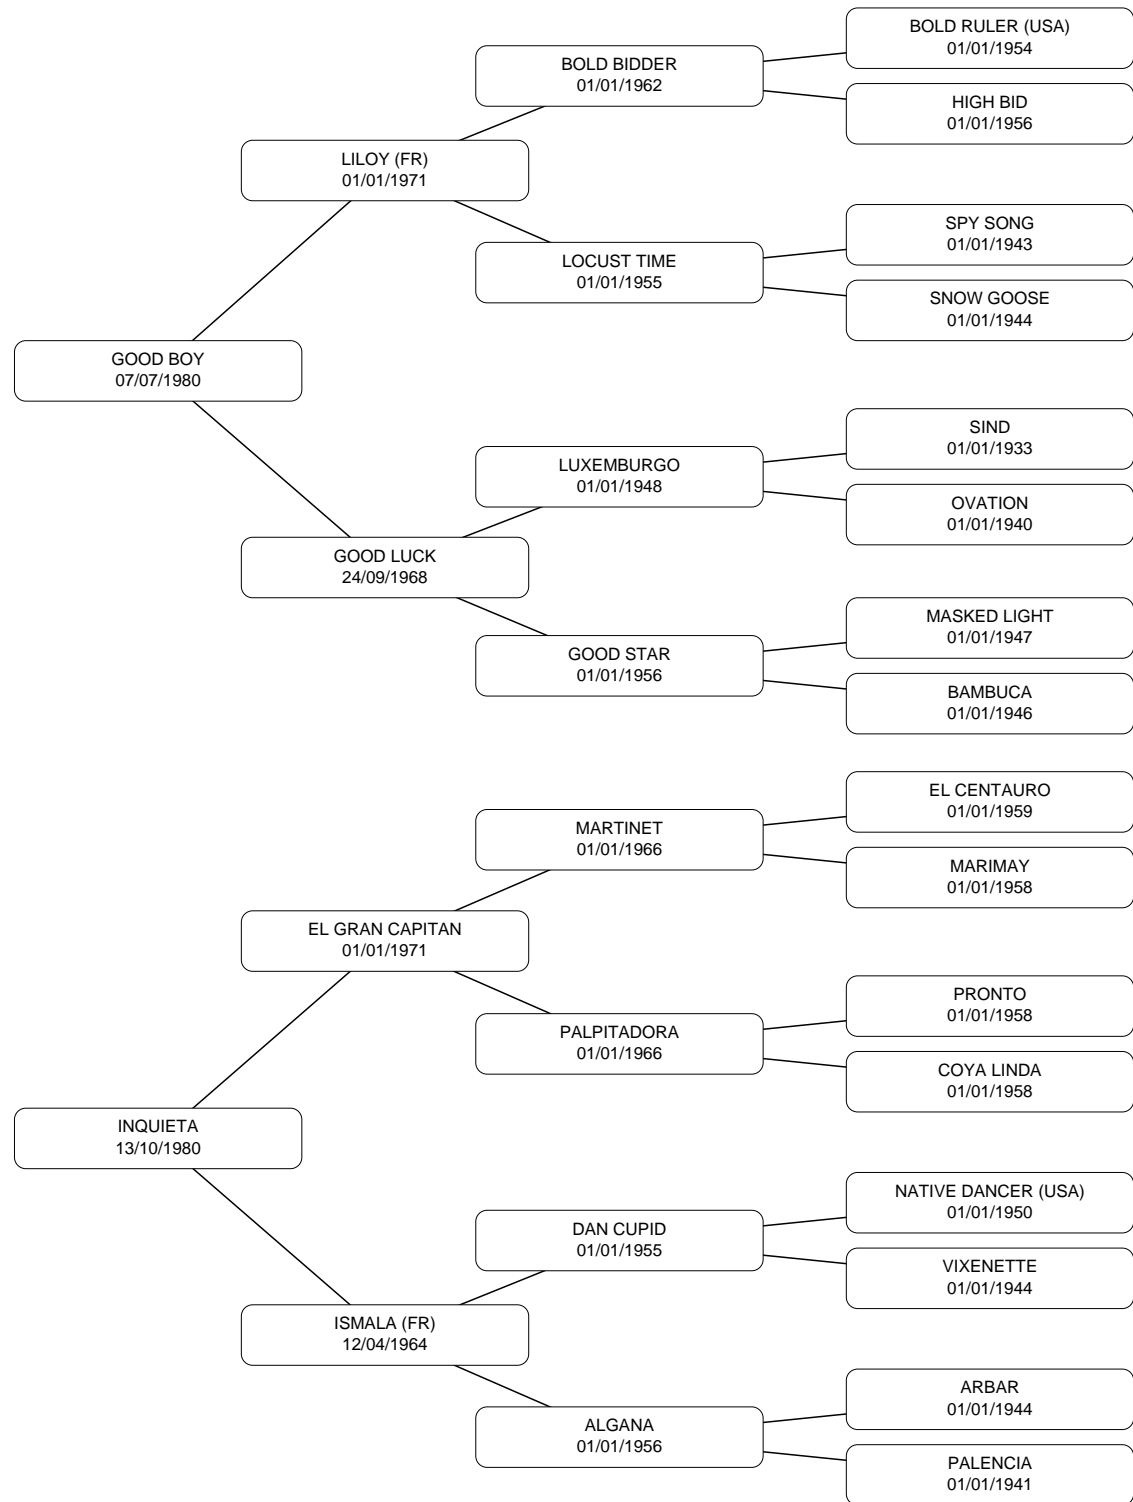 BOLD RULER (USA)
01/01/1954
BOLD BIDDER
01/01/1962
HIGH BID
01/01/1956
LILOY (FR)
01/01/1971
SPY SONG
01/01/1943
LOCUST TIME
01/01/1955
SNOW GOOSE
01/01/1944
GOOD BOY
07/07/1980
SIND
01/01/1933
LUXEMBURGO
01/01/1948
OVATION
01/01/1940
GOOD LUCK
24/09/1968
MASKED LIGHT
01/01/1947
GOOD STAR
01/01/1956
BAMBUCA
01/01/1946
EL CENTAURO
01/01/1959
MARTINET
01/01/1966
MARIMAY
01/01/1958
EL GRAN CAPITAN
01/01/1971
PRONTO
01/01/1958
PALPITADORA
01/01/1966
COYA LINDA
01/01/1958
INQUIETA
13/10/1980
NATIVE DANCER (USA)
01/01/1950
DAN CUPID
01/01/1955
VIXENETTE
01/01/1944
ISMALA (FR)
12/04/1964
ARBAR
01/01/1944
ALGANA
01/01/1956
PALENCIA
01/01/1941